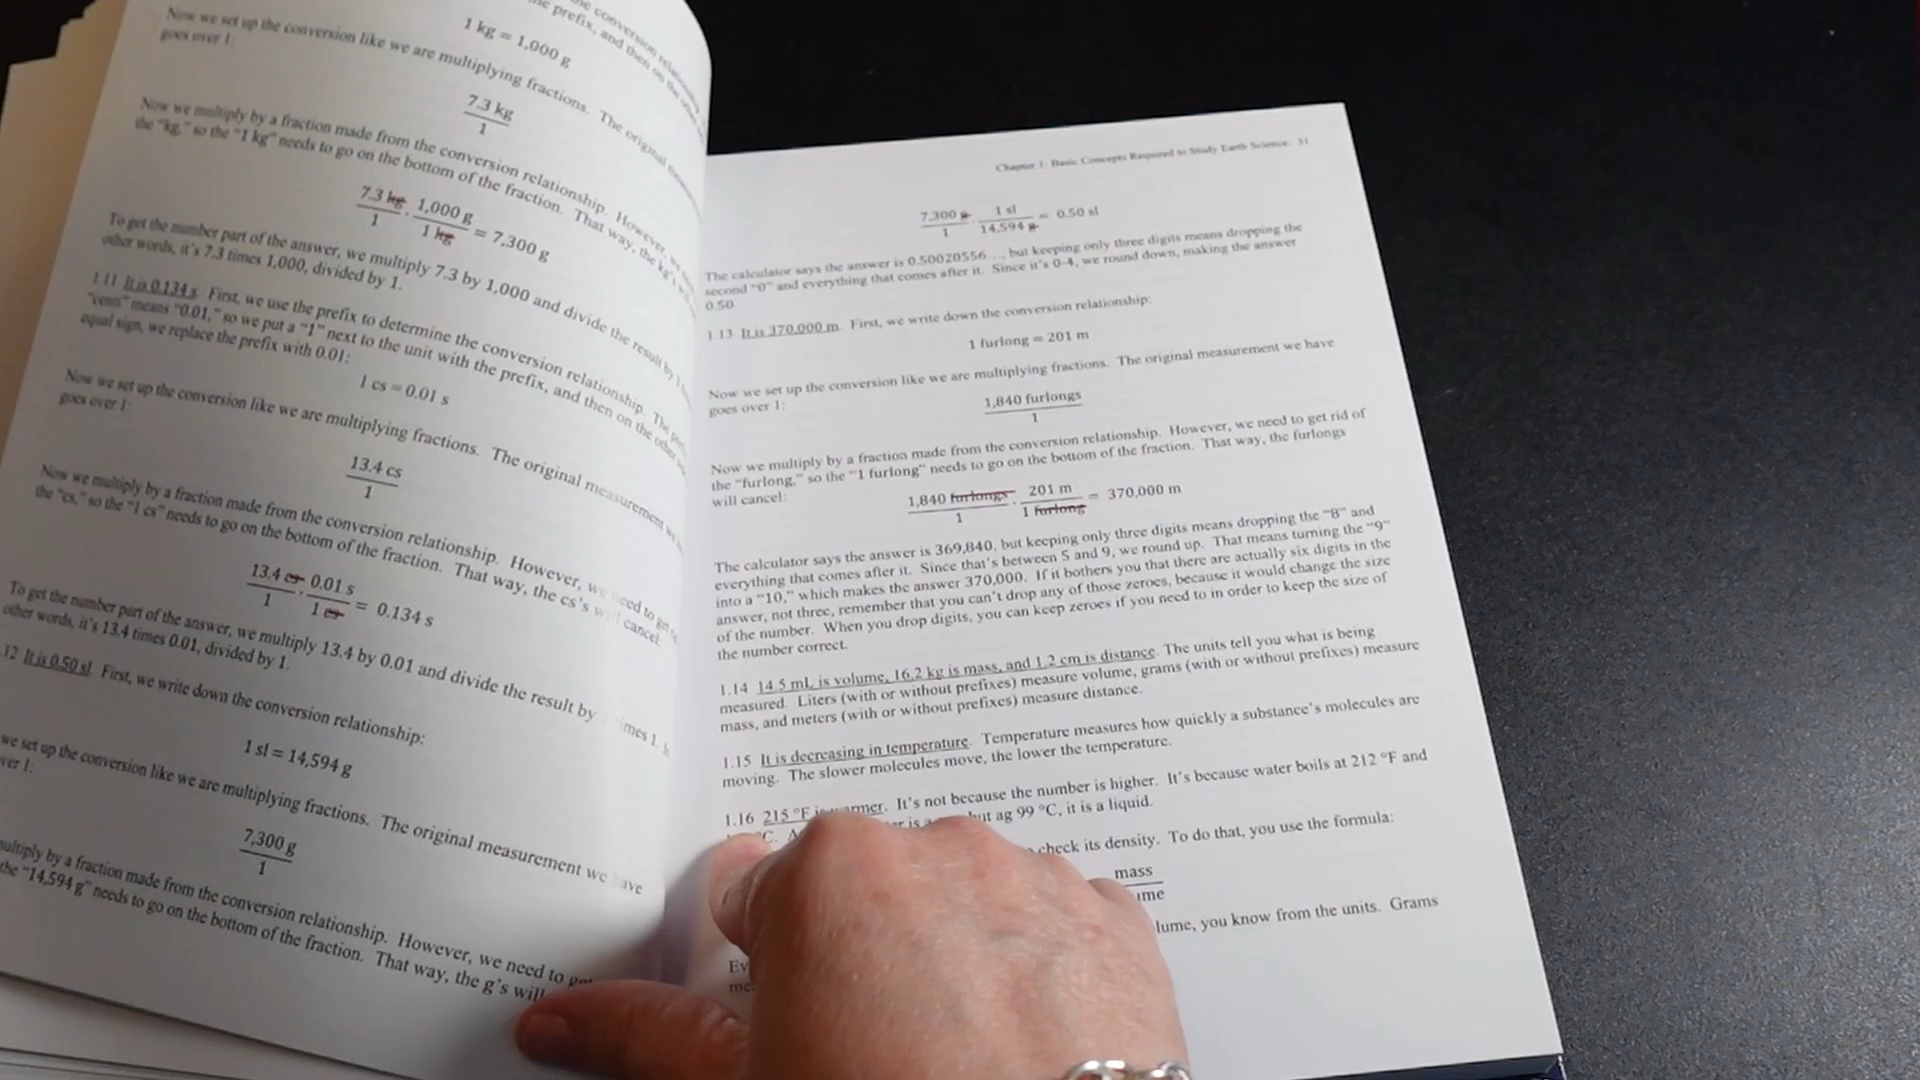 the conversion relationship
the prefix, and then on the other
1 kg = 1,000 g
Now we set up the conversion like we are multiplying fractions. The original measurement
goes over 1:
7.3 kg
1
Now we multiply by a fraction made from the conversion relationship. However, we
the "kg," so the "1 kg" needs to go on the bottom of the fraction. That way, the kg's will
7.3 kg 1,000 g
1 · 1 kg = 7,300 g
To get the number part of the answer, we multiply 7.3 by 1,000 and divide the result by 1
other words, it's 7.3 times 1,000, divided by 1.
1.11 It is 0.134 s. First, we use the prefix to determine the conversion relationship. The
"centi" means "0.01," so we put a "1" next to the unit with the prefix, and then on the other
equal sign, we replace the prefix with 0.01:
1 cs = 0.01 s
Now we set up the conversion like we are multiplying fractions. The original measurement we
goes over 1:
13.4 cs
1
Now we multiply by a fraction made from the conversion relationship. However, we need to get
the "cs," so the "1 cs" needs to go on the bottom of the fraction. That way, the cs's will cancel:
13.4 cs 0.01 s
1 · 1 cs = 0.134 s
To get the number part of the answer, we multiply 13.4 by 0.01 and divide the result by times 1. In
other words, it's 13.4 times 0.01, divided by 1.
.12 It is 0.50 sl. First, we write down the conversion relationship:
1 sl = 14,594 g
we set up the conversion like we are multiplying fractions. The original measurement we have
ver 1:
7,300 g
1
multiply by a fraction made from the conversion relationship. However, we need to get
the "14,594 g" needs to go on the bottom of the fraction. That way, the g's will
Chapter 1: Basic Concepts Required to Study Earth Science 31
7,300 g 1 sl
1 · 14,594 g = 0.50 sl
The calculator says the answer is 0.50020556…, but keeping only three digits means dropping the
second "0" and everything that comes after it. Since it's 0-4, we round down, making the answer
0.50.
1.13 It is 370,000 m. First, we write down the conversion relationship:
1 furlong = 201 m
Now we set up the conversion like we are multiplying fractions. The original measurement we have
goes over 1:
1,840 furlongs
1
Now we multiply by a fraction made from the conversion relationship. However, we need to get rid of
the "furlong," so the "1 furlong" needs to go on the bottom of the fraction. That way, the furlongs
will cancel:
1,840 furlongs 201 m
1 · 1 furlong = 370,000 m
The calculator says the answer is 369,840, but keeping only three digits means dropping the "8" and
everything that comes after it. Since that's between 5 and 9, we round up. That means turning the "9"
into a "10," which makes the answer 370,000. If it bothers you that there are actually six digits in the
answer, not three, remember that you can't drop any of those zeroes, because it would change the size
of the number. When you drop digits, you can keep zeroes if you need to in order to keep the size of
the number correct.
1.14 14.5 mL is volume, 16.2 kg is mass, and 1.2 cm is distance. The units tell you what is being
measured. Liters (with or without prefixes) measure volume, grams (with or without prefixes) measure
mass, and meters (with or without prefixes) measure distance.
1.15 It is decreasing in temperature. Temperature measures how quickly a substance's molecules are
moving. The slower molecules move, the lower the temperature.
1.16 215 °F is warmer. It's not because the number is higher. It's because water boils at 212 °F and
°C. is a but ag 99 °C, it is a liquid.
check its density. To do that, you use the formula:
mass
ume
lume, you know from the units. Grams
Ev
me